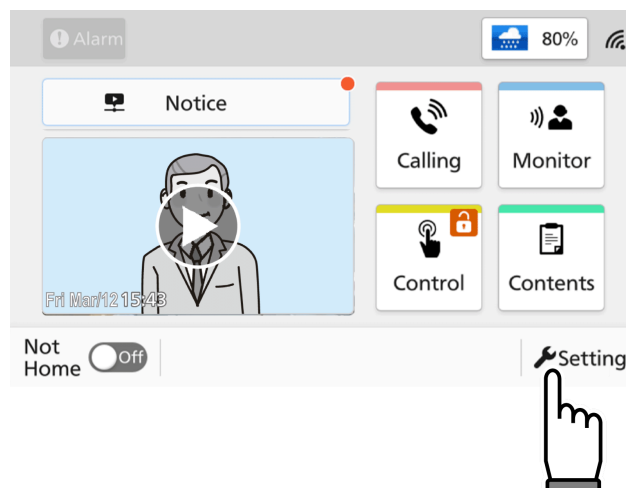 Alarm
80%
Notice
Calling
Monitor
Fri Mar/12 15:43
Control
Contents
Not
Home
Off
Setting